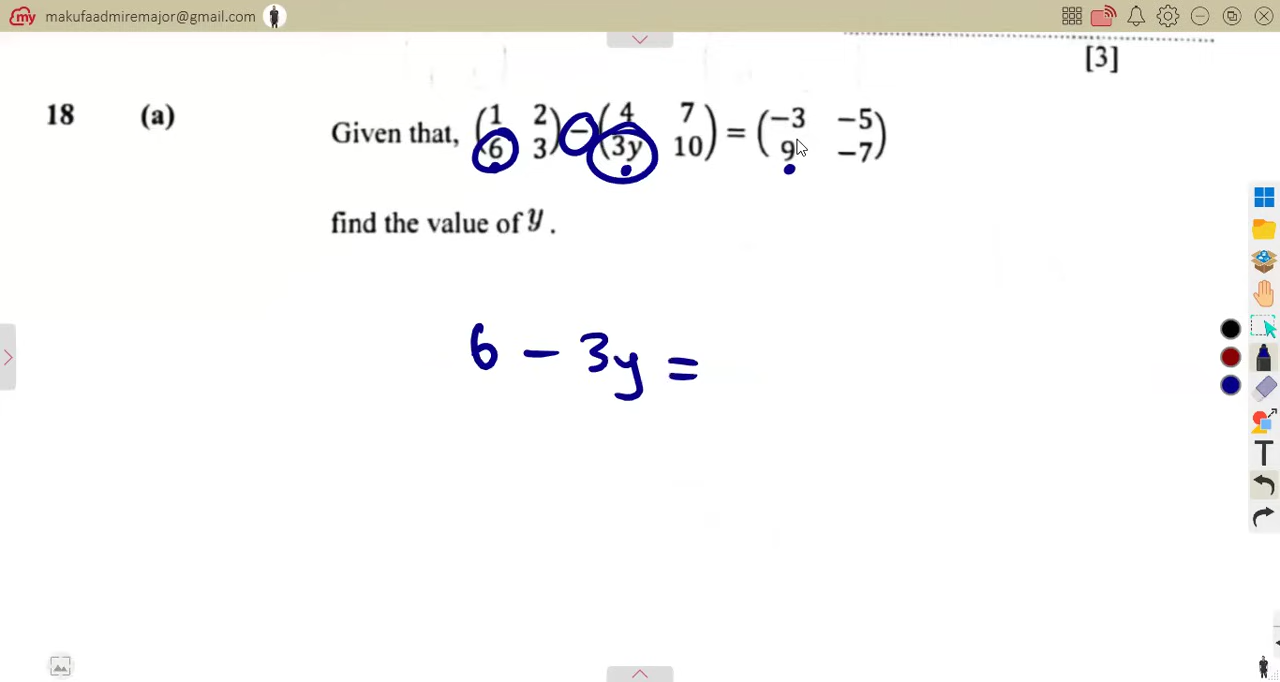 my makufaadmiremajor@gmail.com
[3]
18 (a) Given that, (1 2 6 3) − (4 7 3y 10) = (−3 −5 9 −7)
find the value of y .
6 − 3y =
T